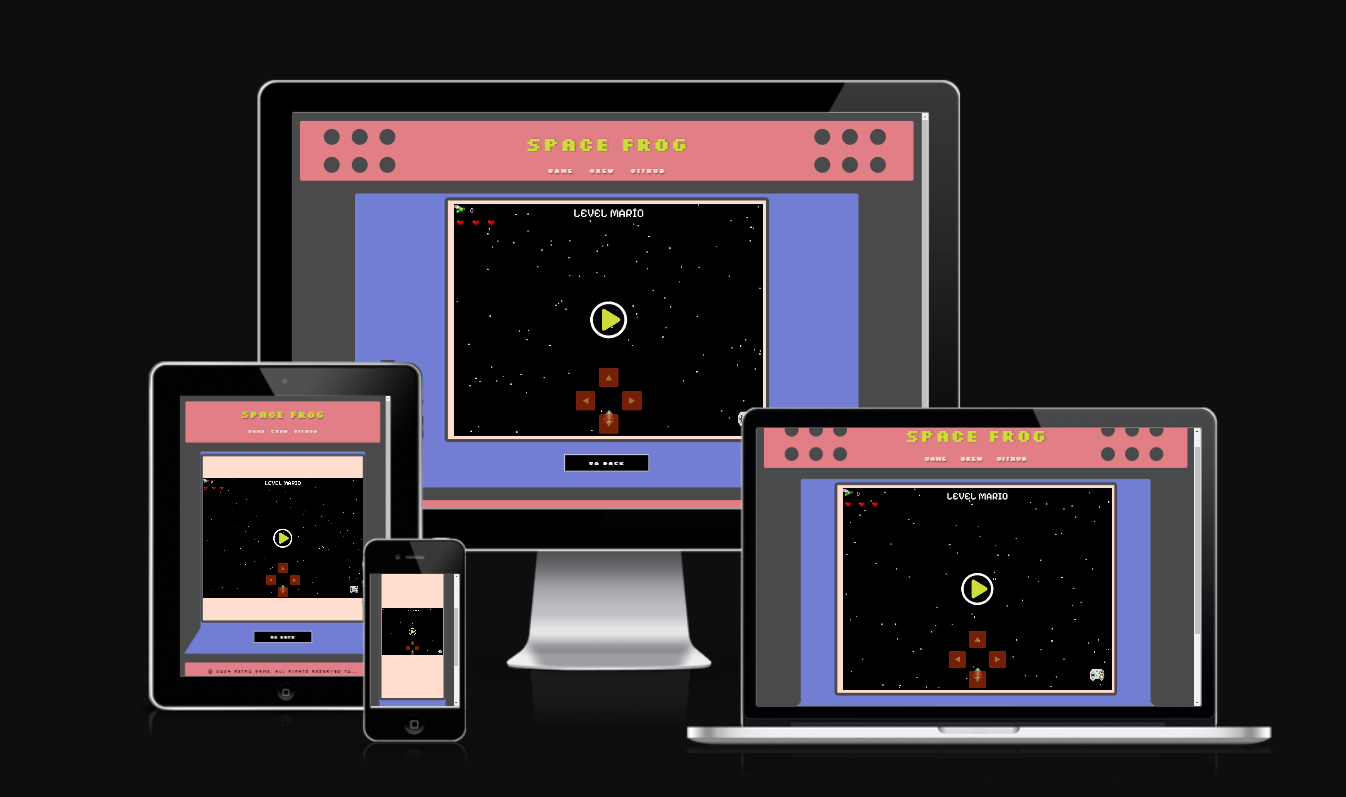 SPACE FROG
GAME CREW GITHUB
0
LEVEL MARIO
GO BACK
SPACE FROG
GAME CREW GITHUB
LEVEL MARIO
GO BACK
© 2024 RETRO GAME. ALL RIGHTS RESERVED TO...
SPACE FROG
GAME CREW GITHUB
0
LEVEL MARIO